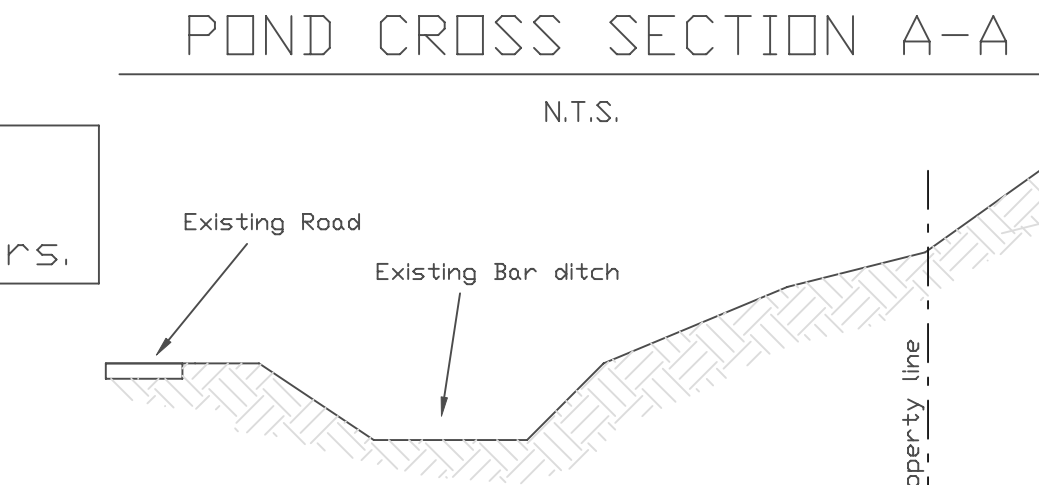 POND CROSS SECTION A-A
N.T.S.
rs.
Existing Road
Existing Bar ditch
operty line